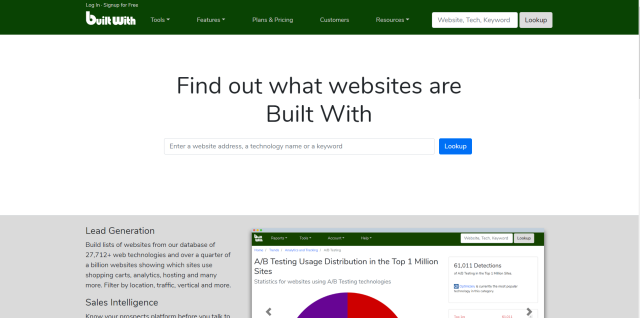 Log In · Signup for Free
Built With
Tools
Features
Plans & Pricing
Customers
Resources
Website, Tech, Keyword
Lookup
Find out what websites are
Built With
Enter a website address, a technology name or a keyword
Lookup
Lead Generation
Build lists of websites from our database of
27,712+ web technologies and over a quarter of
a billion websites showing which sites use
shopping carts, analytics, hosting and many
more. Filter by location, traffic, vertical and more.
Sales Intelligence
Know your prospects platform before you talk to
Built With
Reports
Tools
Account
Help
Website, Tech, Keyword
Lookup
Home / Trends / Analytics and Tracking / A/B Testing
A/B Testing Usage Distribution in the Top 1 Million
Sites
Statistics for websites using A/B Testing technologies
61,011 Detections
of A/B Testing in the Top 1 Million Sites.
Optimizely is currently the most popular
technology in this category.